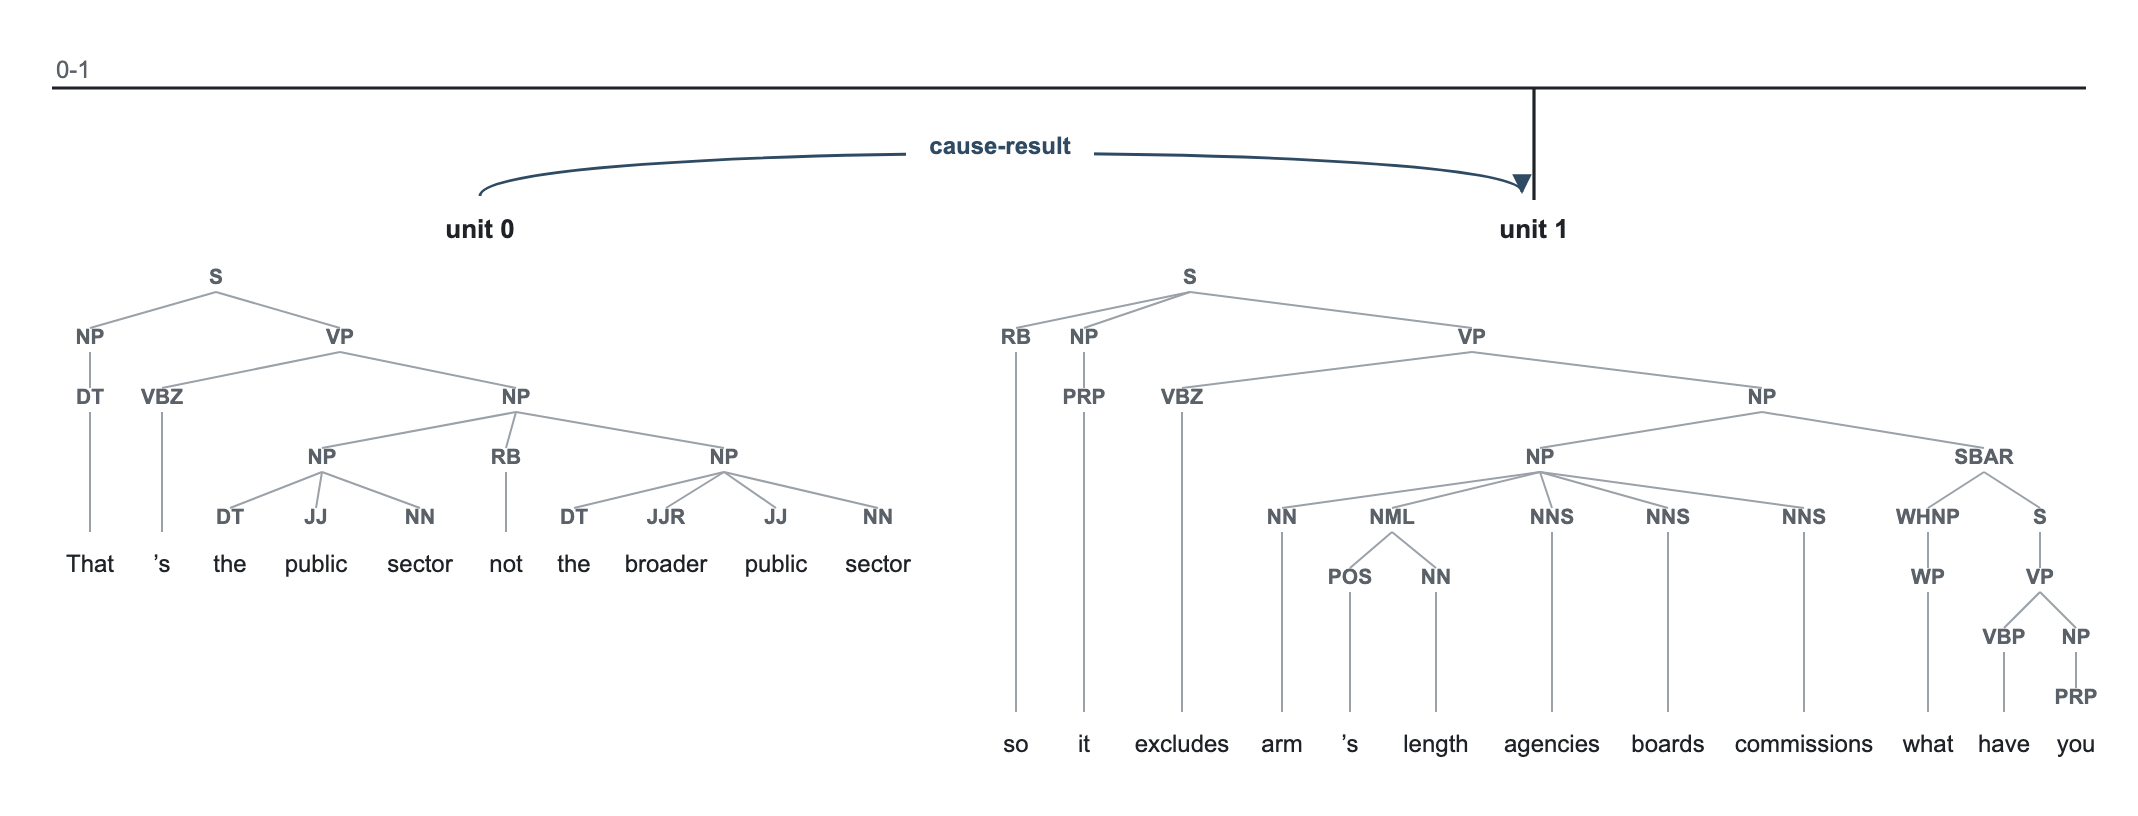 0-1
cause-result
unit 0 unit 1
S S
NP VP RB NP VP
DT VBZ NP PRP VBZ NP
NP RB NP NP SBAR
DT JJ NN DT JJR JJ NN NN NML NNS NNS NNS WHNP S
That ’s the public sector not the broader public sector
POS NN WP VP
VBP NP
PRP
so it excludes arm ’s length agencies boards commissions what have you